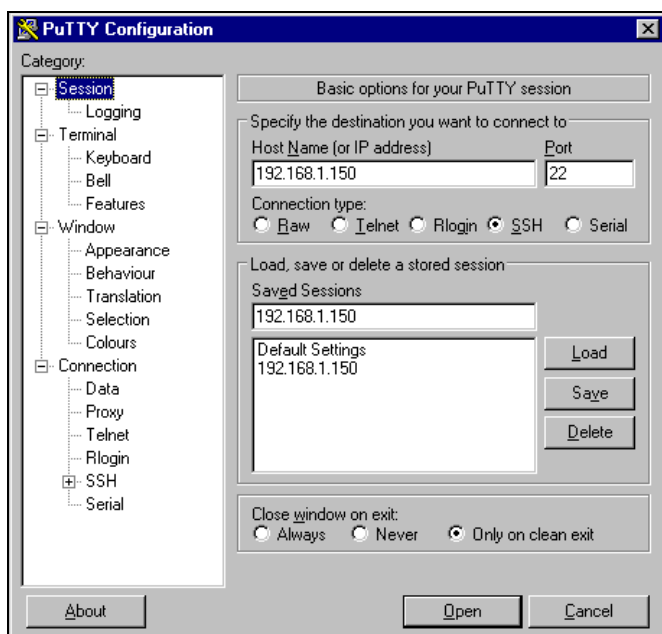 PuTTY Configuration
Category:
Session
Logging
Terminal
Keyboard
Bell
Features
Window
Appearance
Behaviour
Translation
Selection
Colours
Connection
Data
Proxy
Telnet
Rlogin
SSH
Serial
Basic options for your PuTTY session
Specify the destination you want to connect to
Host Name (or IP address) Port
192.168.1.150 22
Connection type:
Raw Telnet Rlogin SSH Serial
Load, save or delete a stored session
Saved Sessions
192.168.1.150
Default Settings
192.168.1.150
Load
Save
Delete
Close window on exit:
Always Never Only on clean exit
About Open Cancel